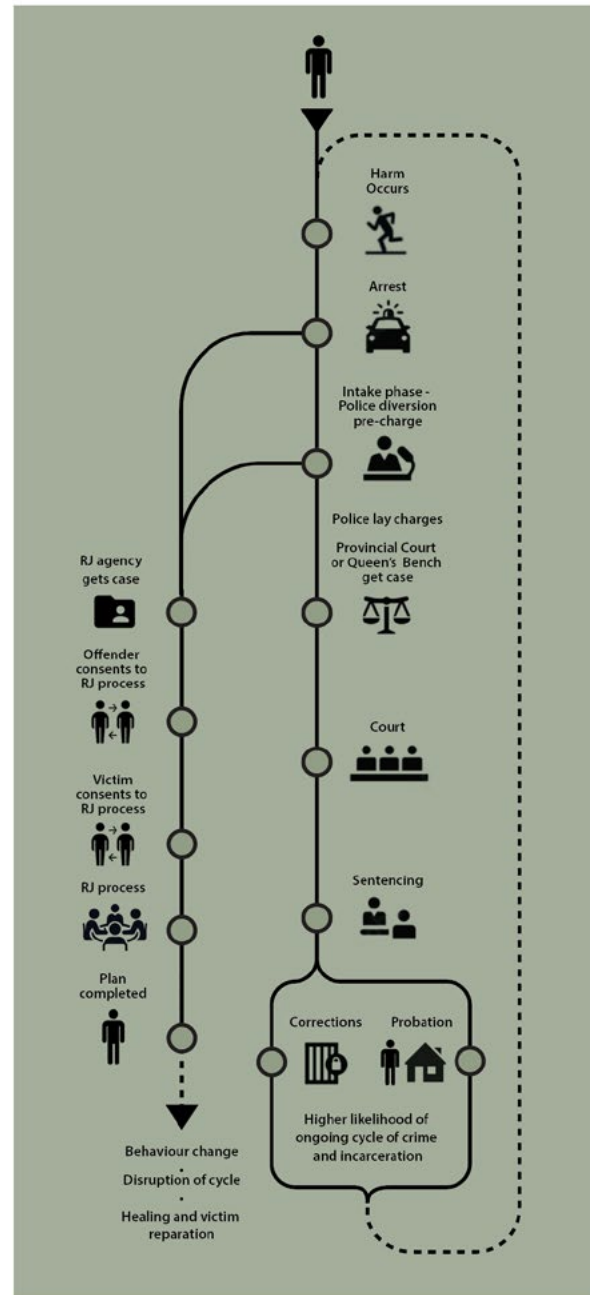 Harm
Occurs
Arrest
Intake phase -
Police diversion
pre-charge
Police lay charges
Provincial Court
or Queen's Bench
get case
Court
Sentencing
Corrections
Probation
Higher likelihood of
ongoing cycle of crime
and incarceration
RJ agency
gets case
Offender
consents to
RJ process
Victim
consents to
RJ process
RJ process
Plan
completed
Behaviour change
·
Disruption of cycle
·
Healing and victim
reparation